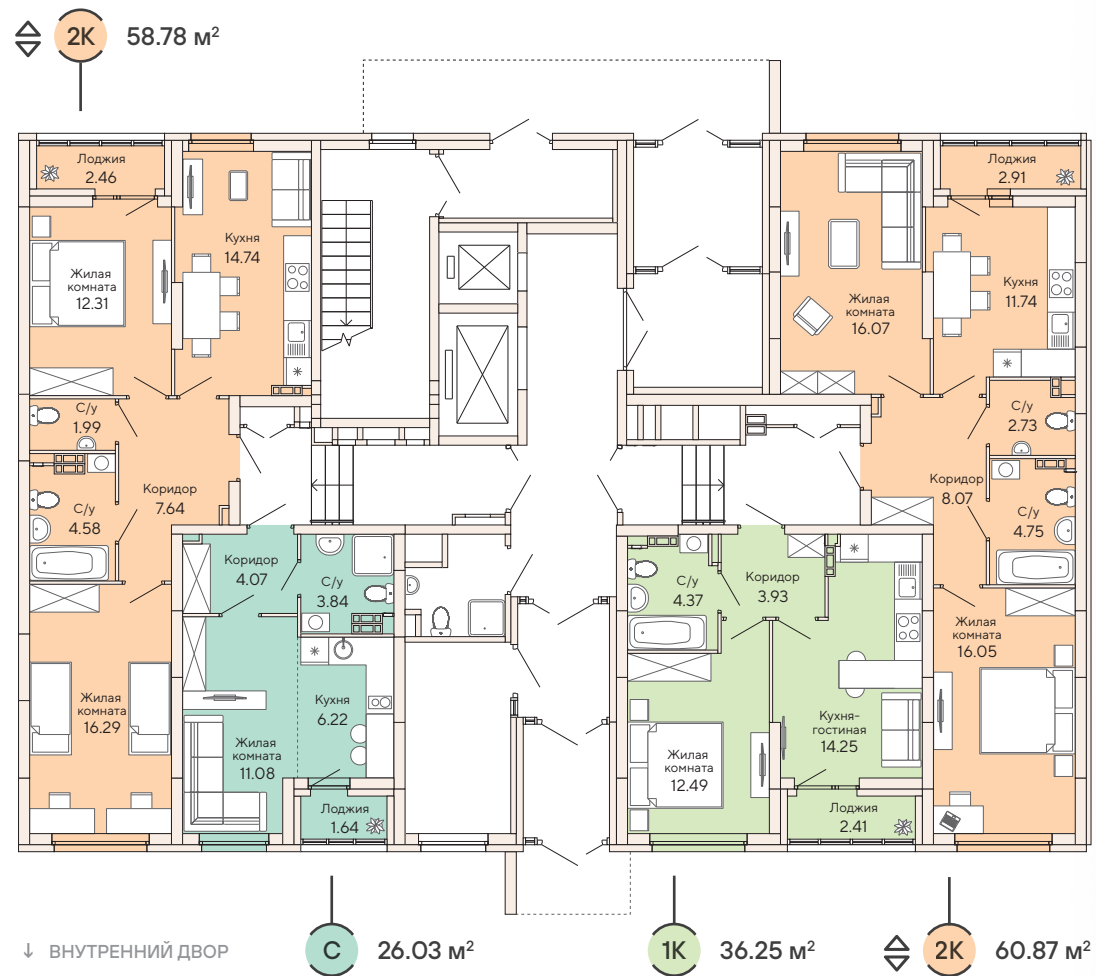 2К 58.78 м²
Лоджия
2.46
Кухня
14.74
Жилая
комната
12.31
С/у
1.99
Коридор
7.64
С/у
4.58
Жилая
комната
16.29
Коридор
4.07
С/у
3.84
Кухня
6.22
Жилая
комната
11.08
Лоджия
1.64
С/у
4.37
Коридор
3.93
Кухня-
гостиная
14.25
Жилая
комната
12.49
Лоджия
2.41
Лоджия
2.91
Кухня
11.74
Жилая
комната
16.07
С/у
2.73
Коридор
8.07
С/у
4.75
Жилая
комната
16.05
↓ ВНУТРЕННИЙ ДВОР
С 26.03 м²
1К 36.25 м²
2К 60.87 м²